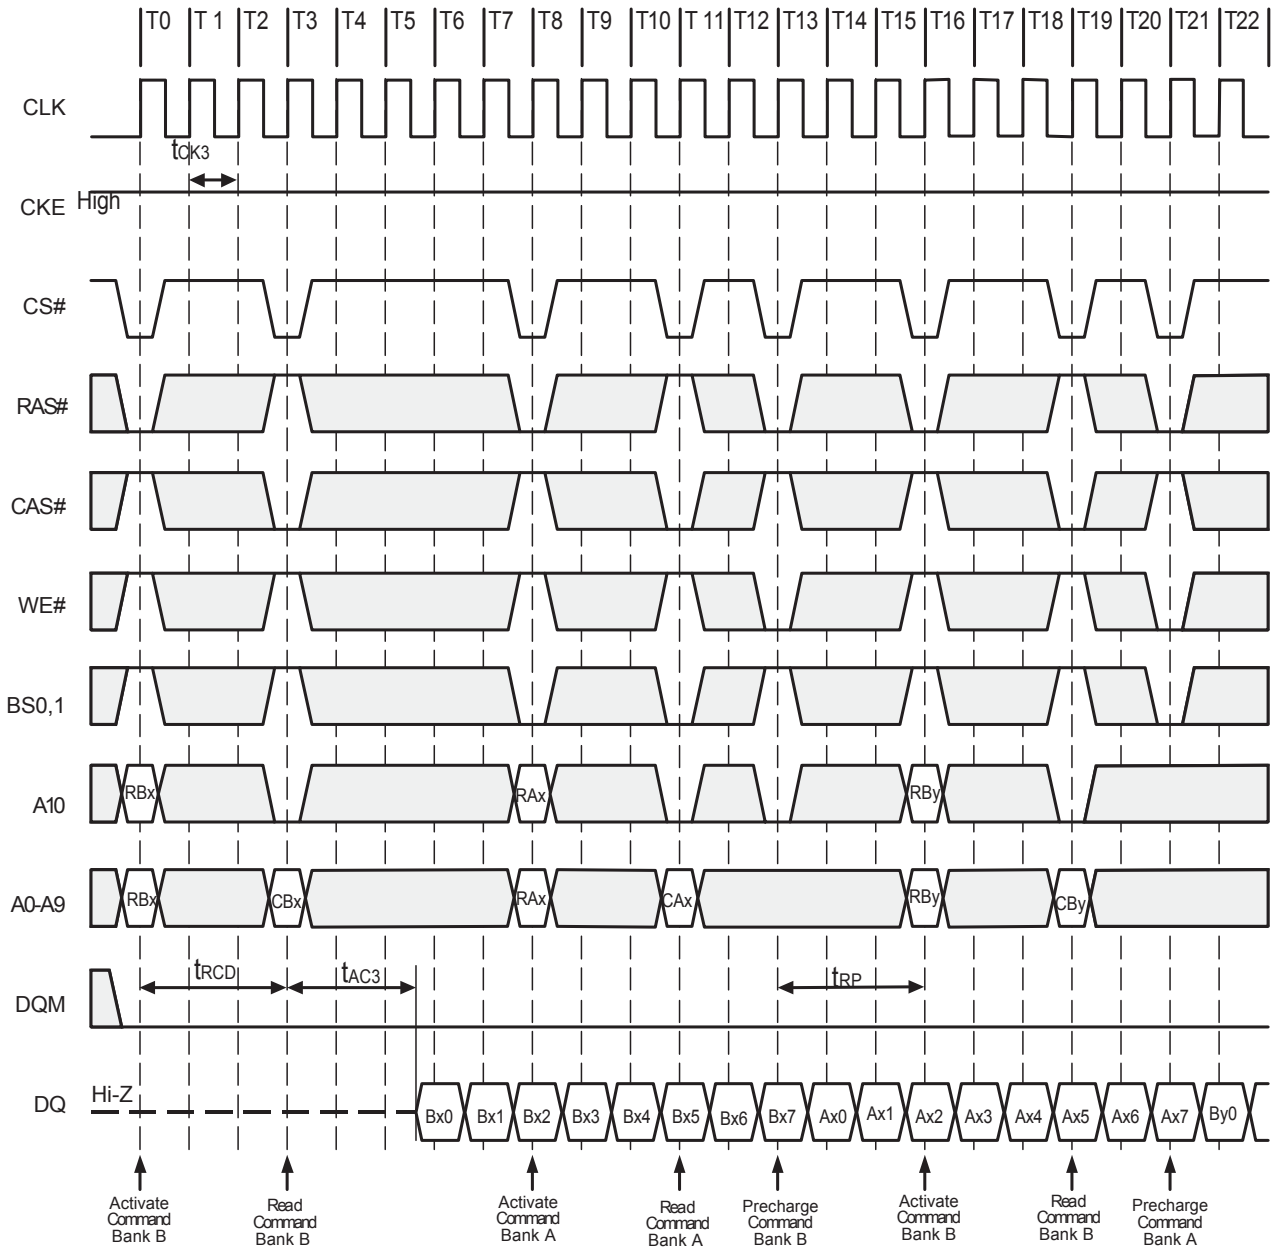 T0 T 1 T2 T3 T4 T5 T6 T7 T8 T9 T10 T 11 T12 T13 T14 T15 T16 T17 T18 T19 T20 T21 T22
CLK
tCK3
CKE High
CS#
RAS#
CAS#
WE#
BS0,1
A10 RBx RAx RBy
A0-A9 RBx CBx RAx CAx RBy CBy
tRCD tAC3 tRP
DQM
Hi-Z
DQ Bx0 Bx1 Bx2 Bx3 Bx4 Bx5 Bx6 Bx7 Ax0 Ax1 Ax2 Ax3 Ax4 Ax5 Ax6 Ax7 By0
Activate
Command
Bank B
Read
Command
Bank B
Activate
Command
Bank A
Read
Command
Bank A
Precharge
Command
Bank B
Activate
Command
Bank B
Read
Command
Bank B
Precharge
Command
Bank A